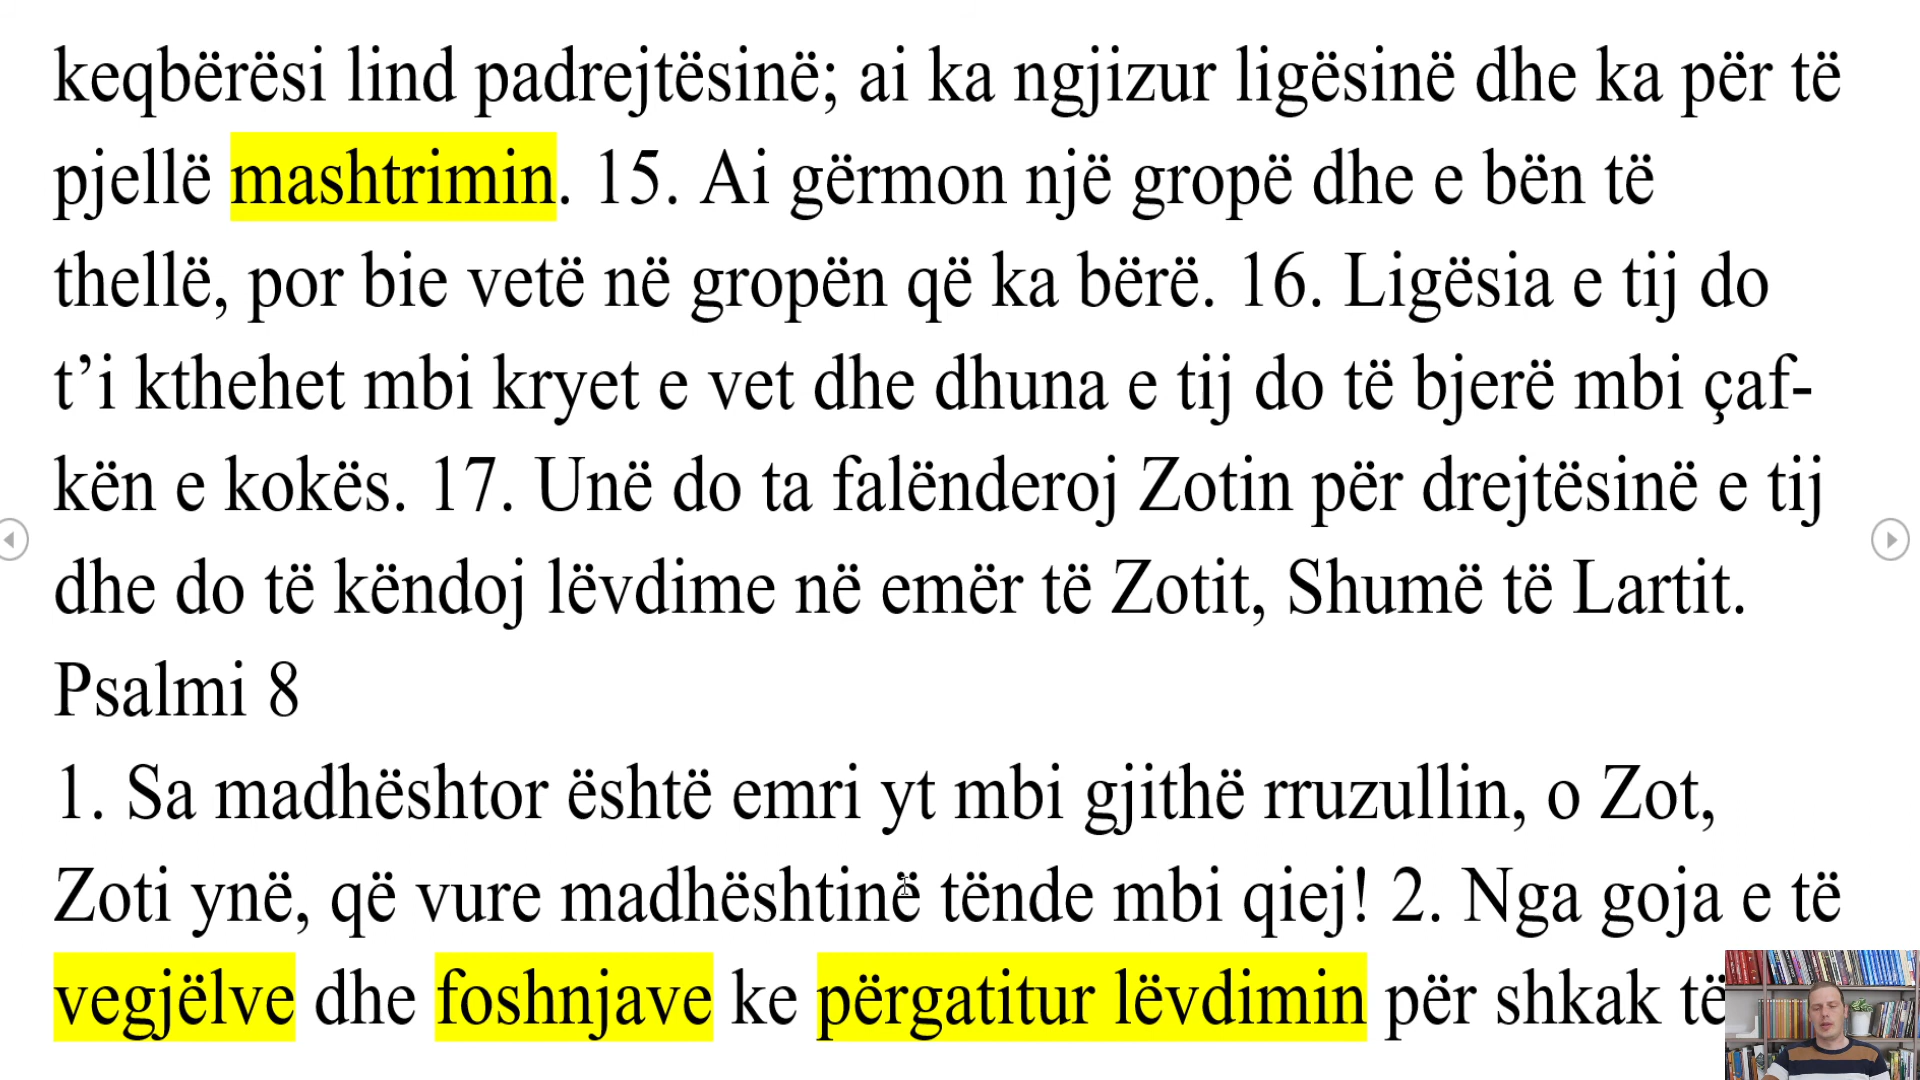 keqbërësi lind padrejtësinë; ai ka ngjizur ligësinë dhe ka për të
pjellë mashtrimin. 15. Ai gërmon një gropë dhe e bën të
thellë, por bie vetë në gropën që ka bërë. 16. Ligësia e tij do
t’i kthehet mbi kryet e vet dhe dhuna e tij do të bjerë mbi çaf-
kën e kokës. 17. Unë do ta falënderoj Zotin për drejtësinë e tij
dhe do të këndoj lëvdime në emër të Zotit, Shumë të Lartit.
Psalmi 8
1. Sa madhështor është emri yt mbi gjithë rruzullin, o Zot,
Zoti ynë, që vure madhështinë tënde mbi qiej! 2. Nga goja e të
vegjëlve dhe foshnjave ke përgatitur lëvdimin për shkak të